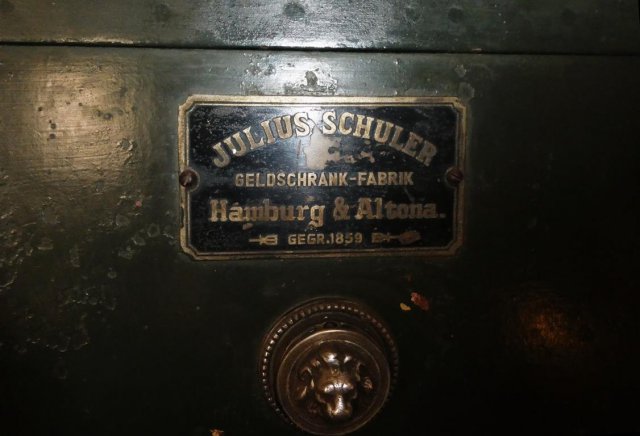 JULIUS SCHULER
GELDSCHRANK-FABRIK
Hamburg & Altona.
GEGR. 1859